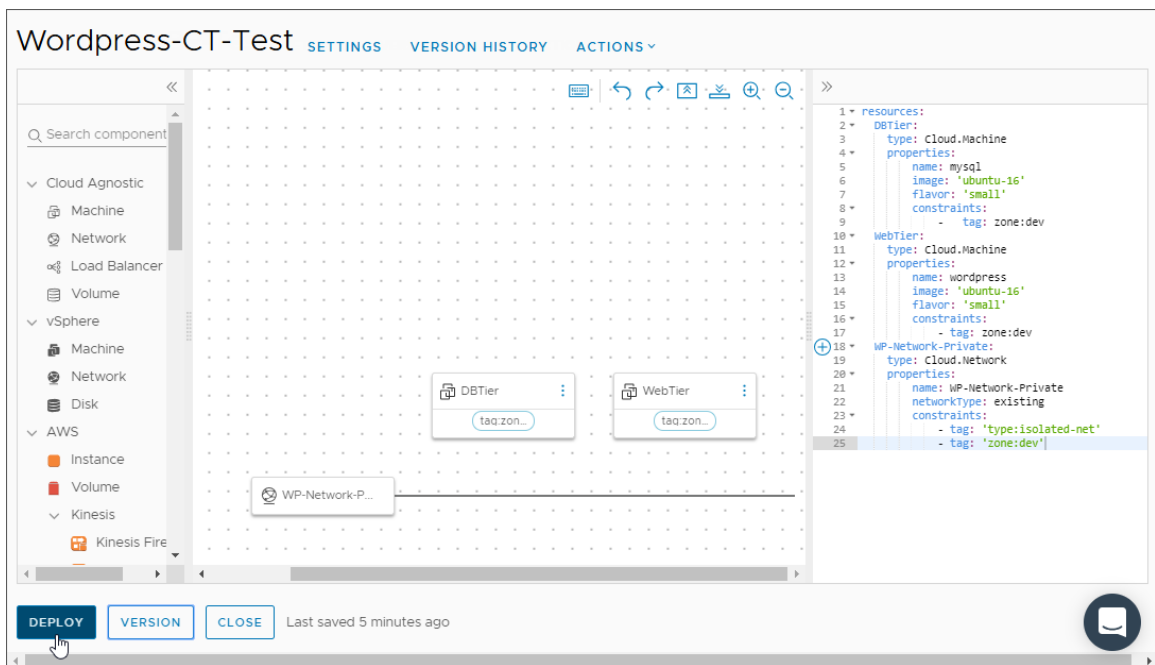 Wordpress-CT-Test SETTINGS VERSION HISTORY ACTIONS
Search component
Cloud Agnostic
Machine
Network
Load Balancer
Volume
vSphere
Machine
Network
Disk
AWS
Instance
Volume
Kinesis
Kinesis Fire
DBTier
tag:zon...
WebTier
tag:zon...
WP-Network-P...
1 resources:
2 DBTier:
3 type: Cloud.Machine
4 properties:
5 name: mysql
6 image: 'ubuntu-16'
7 flavor: 'small'
8 constraints:
9 - tag: zone:dev
10 WebTier:
11 type: Cloud.Machine
12 properties:
13 name: wordpress
14 image: 'ubuntu-16'
15 flavor: 'small'
16 constraints:
17 - tag: zone:dev
18 WP-Network-Private:
19 type: Cloud.Network
20 properties:
21 name: WP-Network-Private
22 networkType: existing
23 constraints:
24 - tag: 'type:isolated-net'
25 - tag: 'zone:dev'
DEPLOY VERSION CLOSE Last saved 5 minutes ago